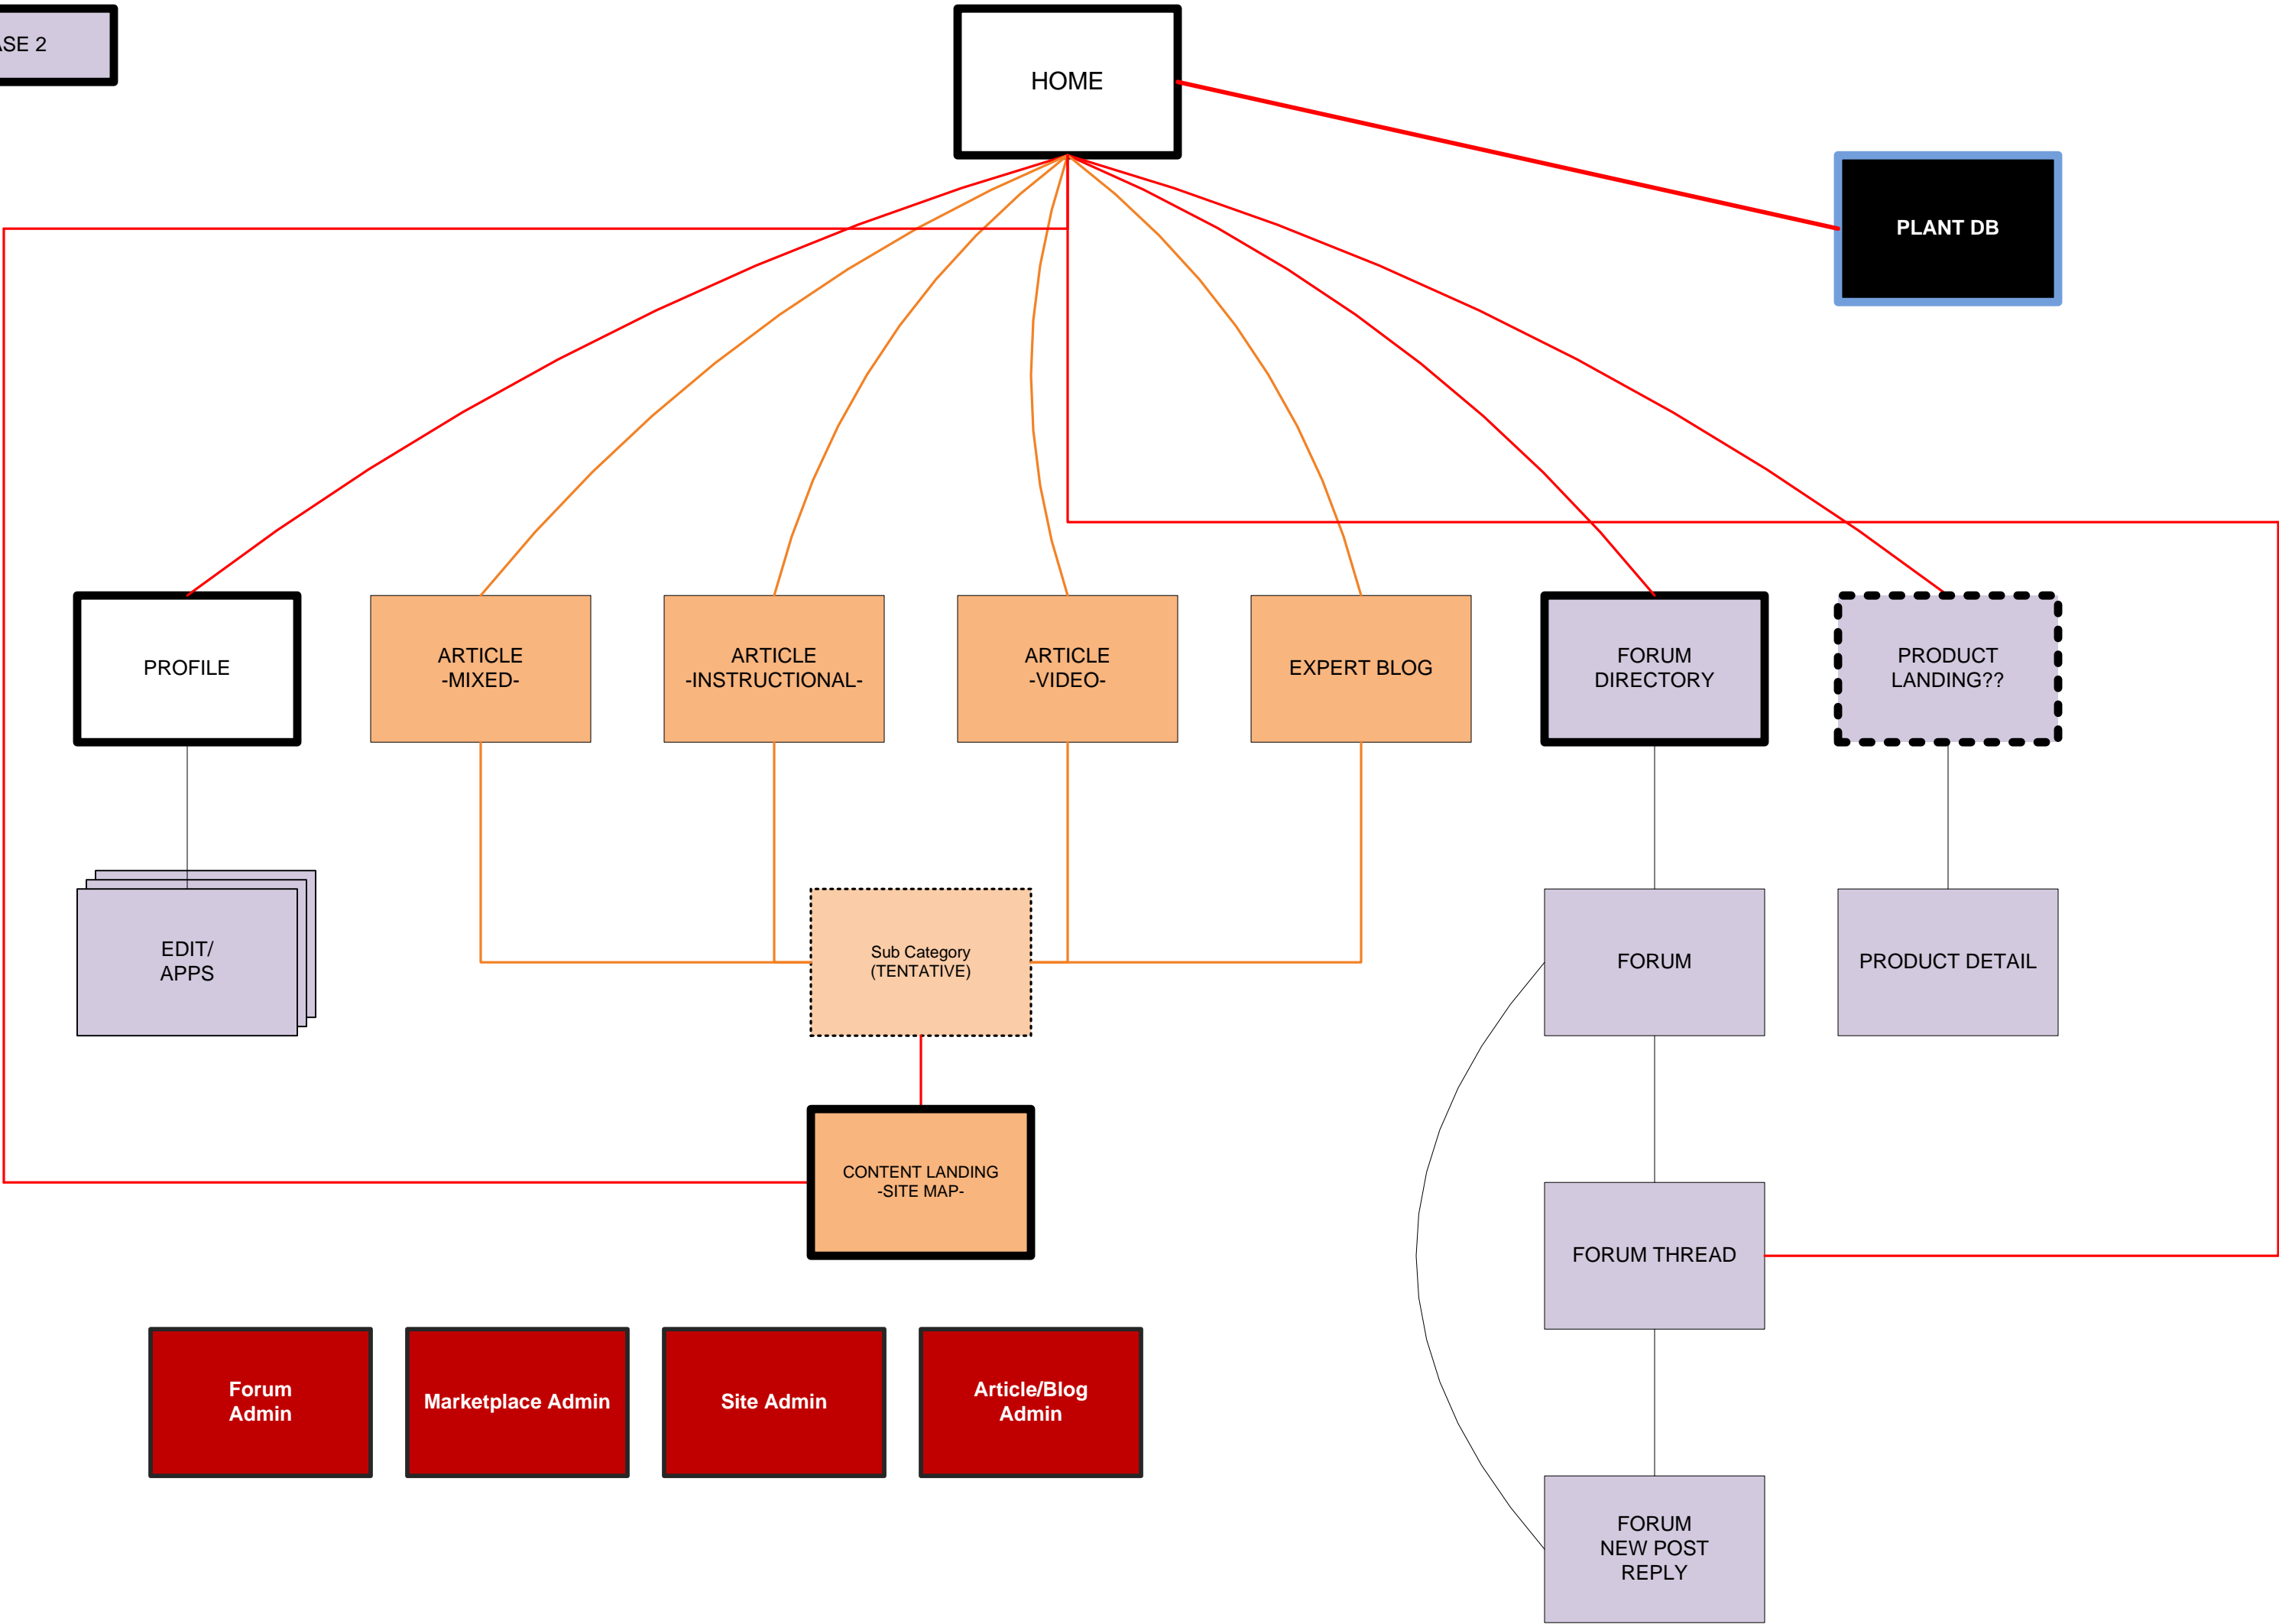 ASE 2
HOME
PLANT DB
PROFILE
ARTICLE
-MIXED-
ARTICLE
-INSTRUCTIONAL-
ARTICLE
-VIDEO-
EXPERT BLOG
FORUM
DIRECTORY
PRODUCT
LANDING??
EDIT/
APPS
Sub Category
(TENTATIVE)
FORUM
PRODUCT DETAIL
CONTENT LANDING
-SITE MAP-
FORUM THREAD
Forum
Admin
Marketplace Admin
Site Admin
Article/Blog
Admin
FORUM
NEW POST
REPLY